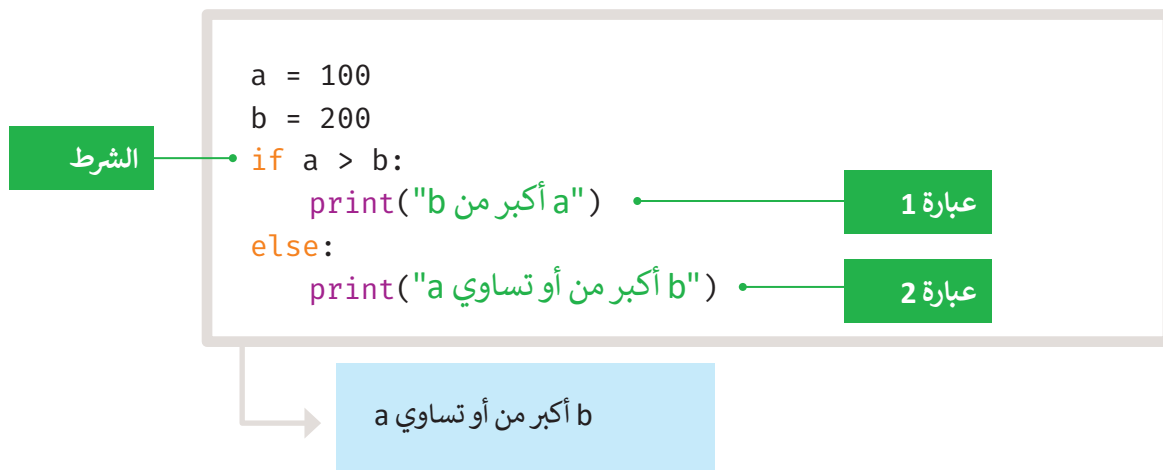 a = 100
b = 200
if a > b:
الشرط
print("a أكبر من b")
عبارة 1
else:
print("b أكبر من أو تساوي a")
عبارة 2
b أكبر من أو تساوي a